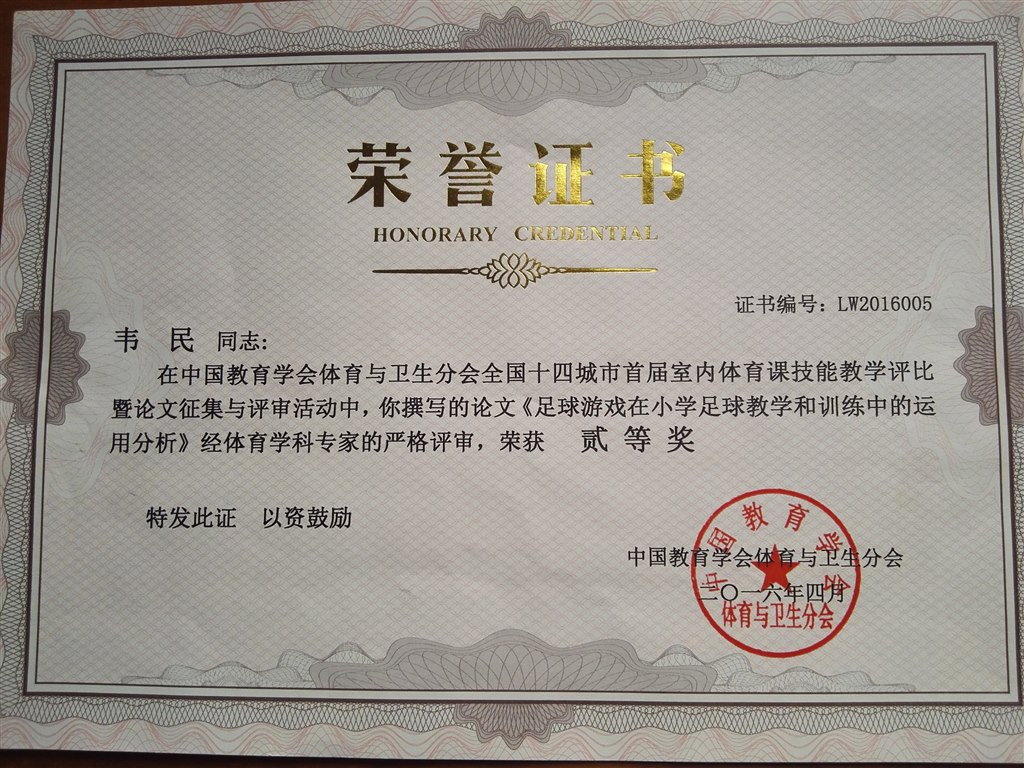 荣誉证书
HONORARY CREDENTIAL
证书编号：LW2016005
韦 民 同志：
在中国教育学会体育与卫生分会全国十四城市首届室内体育课技能教学评比
暨论文征集与评审活动中，你撰写的论文《足球游戏在小学足球教学和训练中的运
用分析》经体育学科专家的严格评审，荣获 贰等奖
特发此证 以资鼓励
中国教育学会体育与卫生分会
二〇一六年四月
中国教育学会
体育与卫生分会